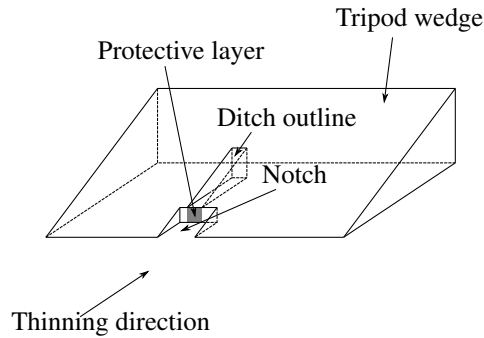 Tripod wedge
Protective layer
Ditch outline
Notch
Thinning direction